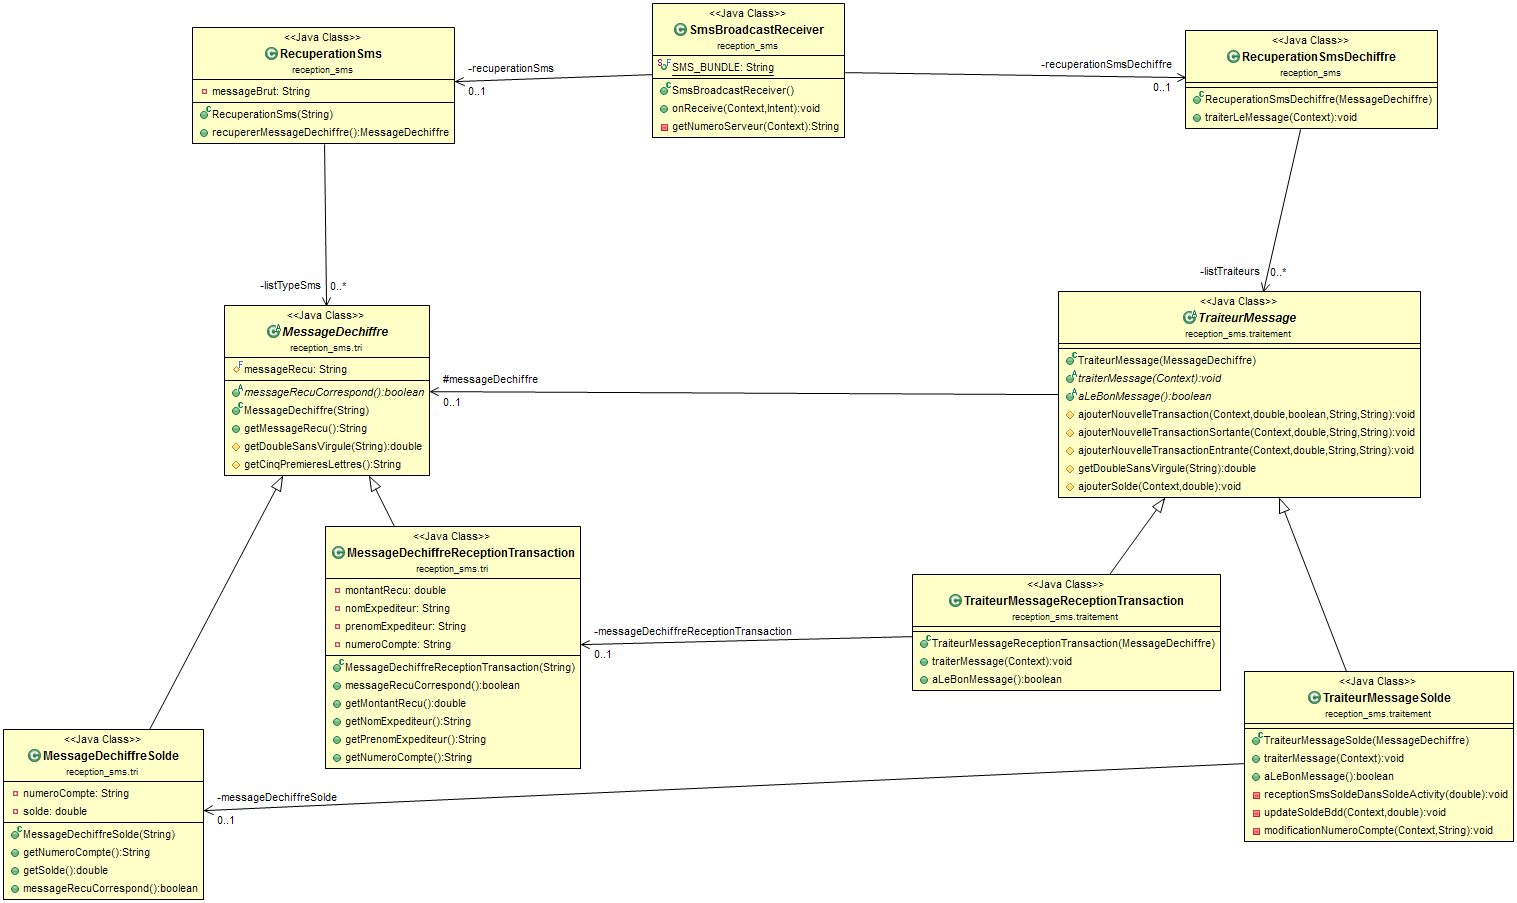 <<Java Class>>
RecuperationSms
reception_sms
messageBrut: String
RecuperationSms(String)
recupererMessageDechiffre():MessageDechiffre
<<Java Class>>
SmsBroadcastReceiver
reception_sms
SMS_BUNDLE: String
SmsBroadcastReceiver()
onReceive(Context,Intent):void
getNumeroServeur(Context):String
<<Java Class>>
RecuperationSmsDechiffre
reception_sms
RecuperationSmsDechiffre(MessageDechiffre)
traiterLeMessage(Context):void
-recuperationSms
0..1
-recuperationSmsDechiffre
0..1
-listTypeSms
0..*
-listTraiteurs
0..*
<<Java Class>>
MessageDechiffre
reception_sms.tri
messageRecu: String
messageRecuCorrespond():boolean
MessageDechiffre(String)
getMessageRecu():String
getDoubleSansVirgule(String):double
getCinqPremieresLettres():String
#messageDechiffre
0..1
<<Java Class>>
TraiteurMessage
reception_sms.traitement
TraiteurMessage(MessageDechiffre)
traiterMessage(Context):void
aLeBonMessage():boolean
ajouterNouvelleTransaction(Context,double,boolean,String,String):void
ajouterNouvelleTransactionSortante(Context,double,String,String):void
ajouterNouvelleTransactionEntrante(Context,double,String,String):void
getDoubleSansVirgule(String):double
ajouterSolde(Context,double):void
<<Java Class>>
MessageDechiffreReceptionTransaction
reception_sms.tri
montantRecu: double
nomExpediteur: String
prenomExpediteur: String
numeroCompte: String
MessageDechiffreReceptionTransaction(String)
messageRecuCorrespond():boolean
getMontantRecu():double
getNomExpediteur():String
getPrenomExpediteur():String
getNumeroCompte():String
-messageDechiffreReceptionTransaction
0..1
<<Java Class>>
TraiteurMessageReceptionTransaction
reception_sms.traitement
TraiteurMessageReceptionTransaction(MessageDechiffre)
traiterMessage(Context):void
aLeBonMessage():boolean
<<Java Class>>
TraiteurMessageSolde
reception_sms.traitement
TraiteurMessageSolde(MessageDechiffre)
traiterMessage(Context):void
aLeBonMessage():boolean
receptionSmsSoldeDansSoldeActivity(double):void
updateSoldeBdd(Context,double):void
modificationNumeroCompte(Context,String):void
<<Java Class>>
MessageDechiffreSolde
reception_sms.tri
numeroCompte: String
solde: double
MessageDechiffreSolde(String)
getNumeroCompte():String
getSolde():double
messageRecuCorrespond():boolean
-messageDechiffreSolde
0..1